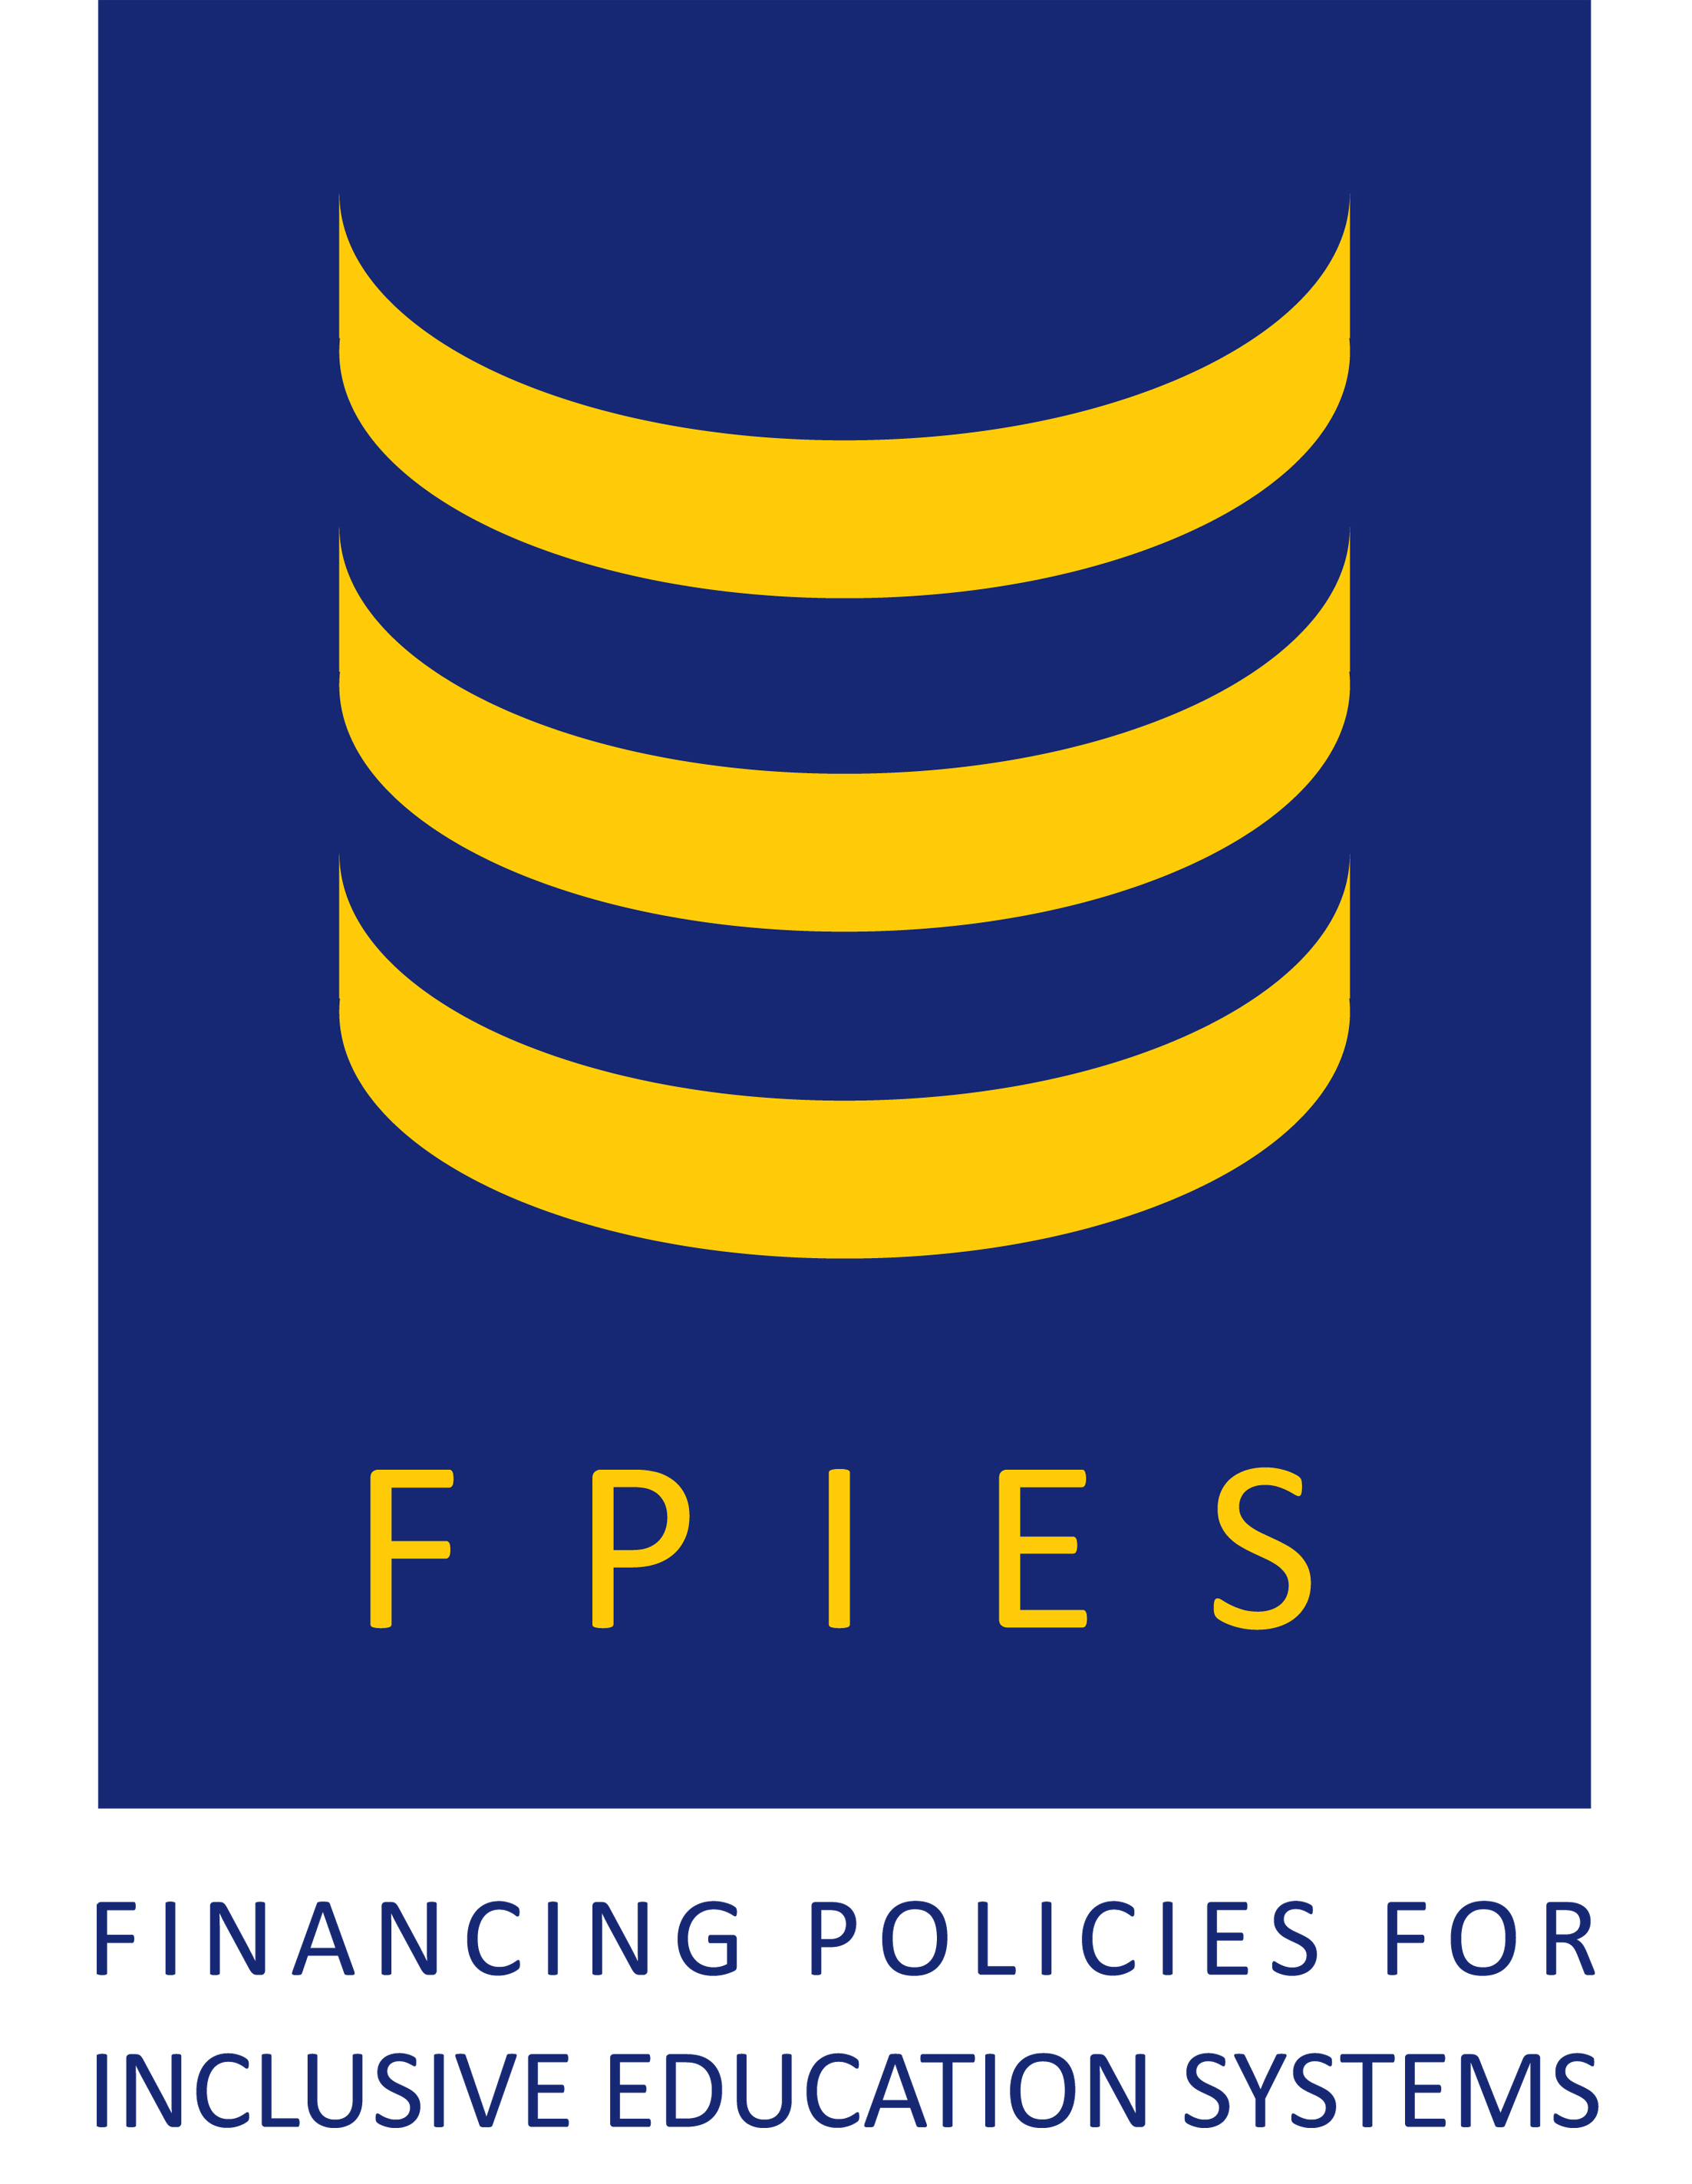 FPIES
FINANCING POLICIES FOR
INCLUSIVE EDUCATION SYSTEMS